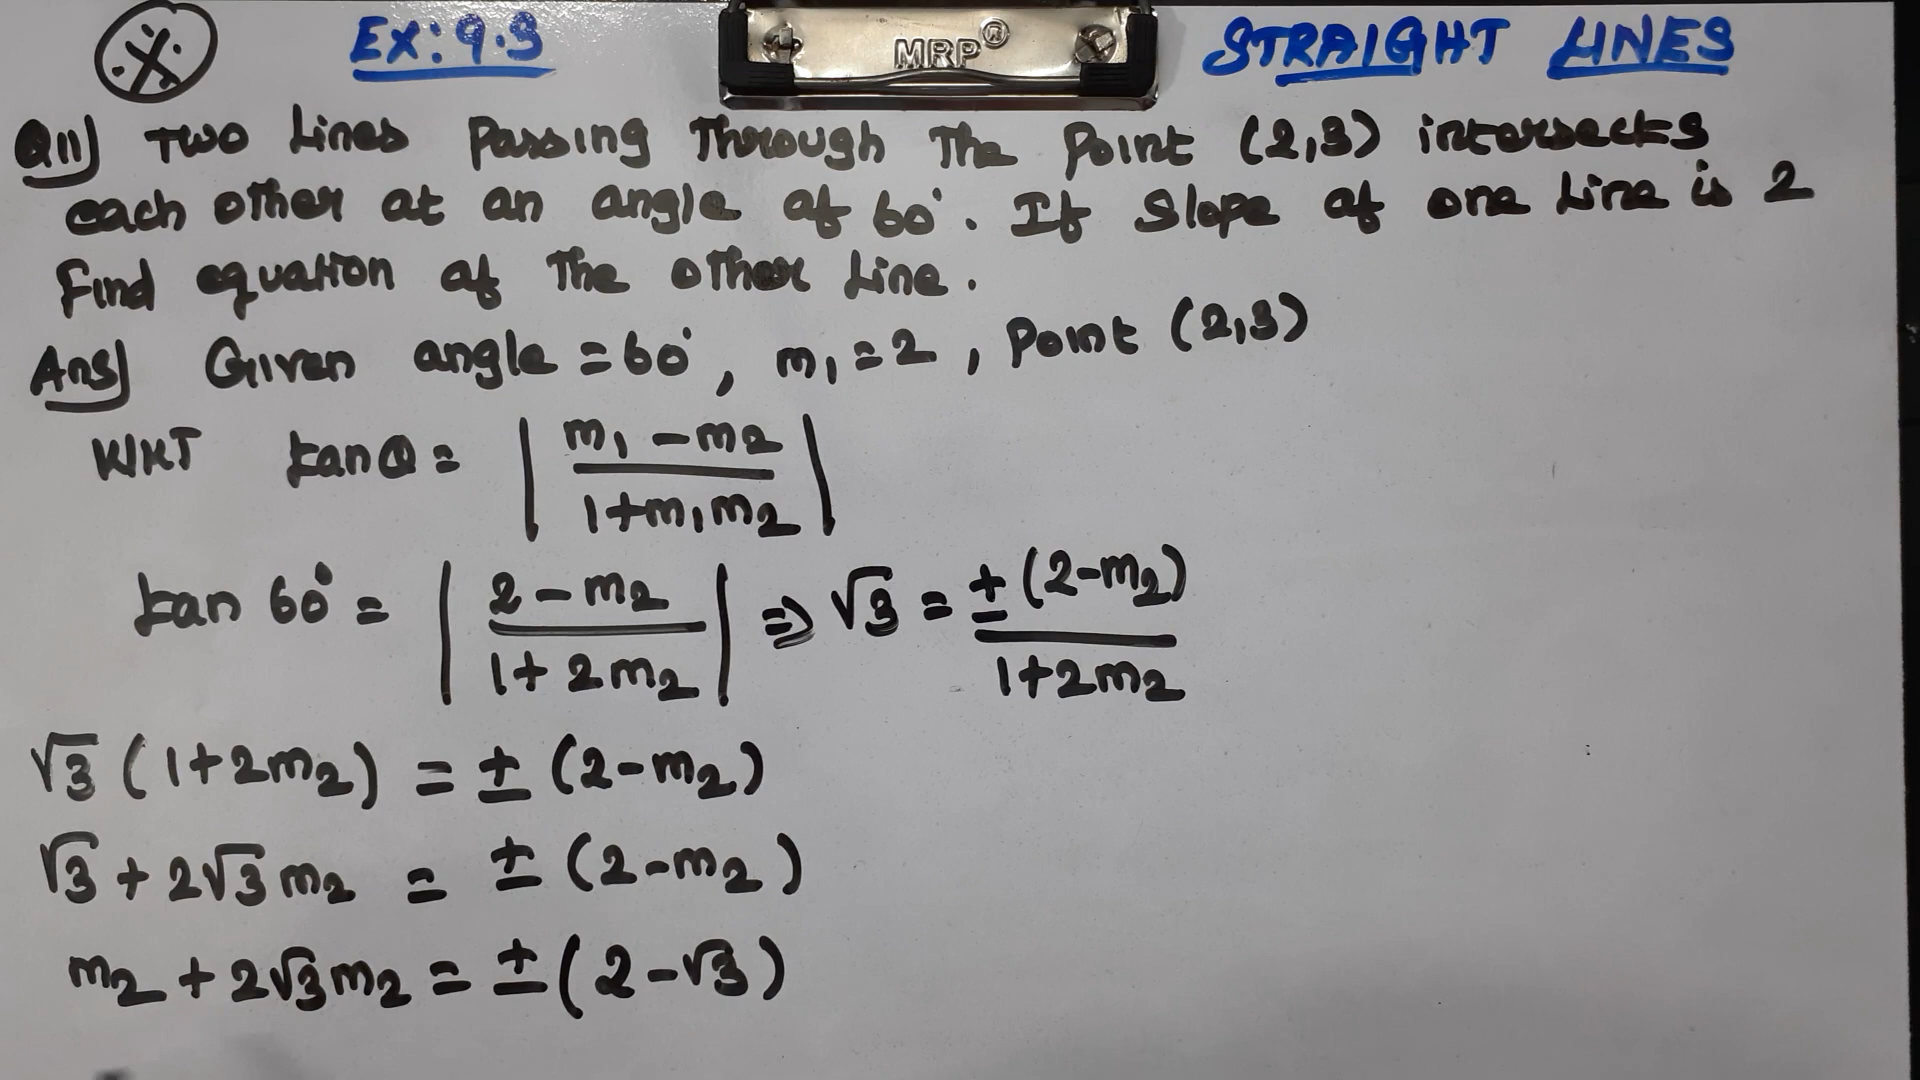 EX: 9.3
MRP®
STRAIGHT LINES
Q11) Two Lines Passing Through The Point (2,3) intersects
each other at an angle of 60°. If Slope of one Line is 2
Find equation of The other Line.
Ans) Given angle = 60°, m₁ = 2, Point (2,3)
WKT tanθ = | (m₁ - m₂) / (1 + m₁m₂) |
tan 60° = | (2 - m₂) / (1 + 2m₂) | ⇒ √3 = ± (2 - m₂) / (1 + 2m₂)
√3 (1 + 2m₂) = ± (2 - m₂)
√3 + 2√3 m₂ = ± (2 - m₂)
m₂ + 2√3 m₂ = ± (2 - √3)